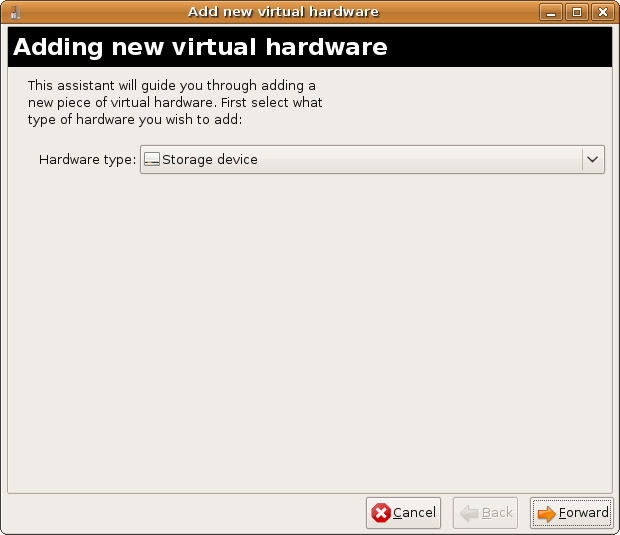 Add new virtual hardware
Adding new virtual hardware
This assistant will guide you through adding a
new piece of virtual hardware. First select what
type of hardware you wish to add:
Hardware type: Storage device
Cancel Back Forward